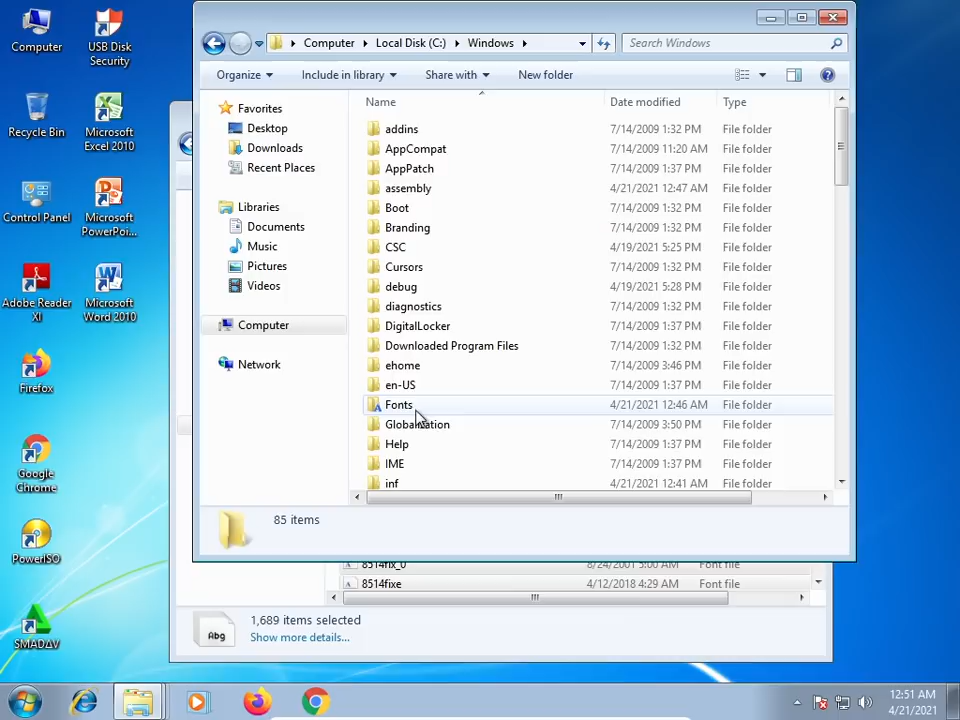 Computer
USB Disk
Security
Recycle Bin
Microsoft
Excel 2010
Control Panel
Microsoft
PowerPoi...
Adobe Reader
XI
Microsoft
Word 2010
Firefox
Google
Chrome
PowerISO
SMADΔV
Computer
Local Disk (C:)
Windows
Search Windows
Organize
Include in library
Share with
New folder
Favorites
Desktop
Downloads
Recent Places
Libraries
Documents
Music
Pictures
Videos
Computer
Network
Name Date modified Type
addins 7/14/2009 1:32 PM File folder
AppCompat 7/14/2009 11:20 AM File folder
AppPatch 7/14/2009 1:32 PM File folder
assembly 4/21/2021 12:47 AM File folder
Boot 7/14/2009 1:32 PM File folder
Branding 7/14/2009 1:32 PM File folder
CSC 4/19/2021 5:25 PM File folder
Cursors 7/14/2009 1:32 PM File folder
debug 4/19/2021 5:28 PM File folder
diagnostics 7/14/2009 1:32 PM File folder
DigitalLocker 7/14/2009 1:37 PM File folder
Downloaded Program Files 7/14/2009 1:32 PM File folder
ehome 7/14/2009 3:46 PM File folder
en-US 7/14/2009 1:37 PM File folder
Fonts 4/21/2021 12:46 AM File folder
Globalization 7/14/2009 3:50 PM File folder
Help 7/14/2009 1:37 PM File folder
IME 7/14/2009 1:37 PM File folder
inf 4/21/2021 12:41 AM File folder
85 items
8514fix_0 8/24/2001 5:00 AM Font file
8514fixe 4/12/2018 4:29 AM Font file
Abg
1,689 items selected
Show more details...
12:51 AM
4/21/2021